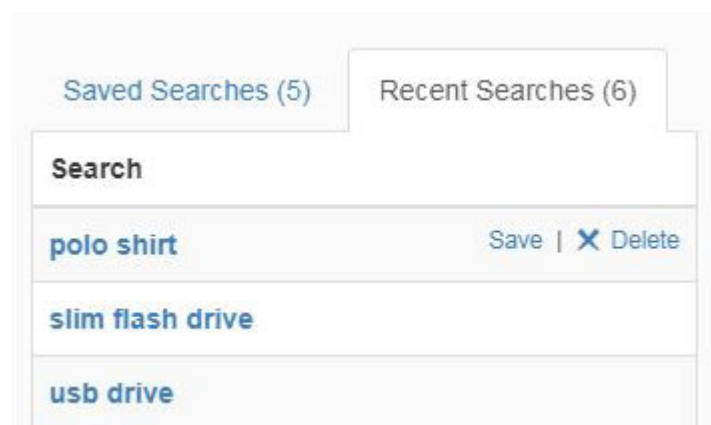 Saved Searches (5) Recent Searches (6)
Search
polo shirt Save | ✕ Delete
slim flash drive
usb drive